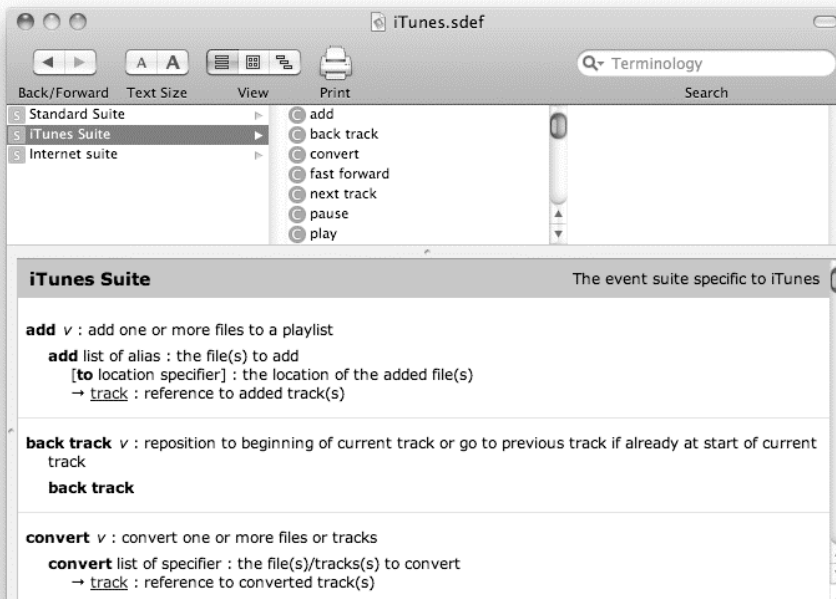 iTunes.sdef
A A
Terminology
Back/Forward Text Size View Print Search
S Standard Suite
S iTunes Suite
S Internet suite
C add
C back track
C convert
C fast forward
C next track
C pause
C play
iTunes Suite The event suite specific to iTunes
add v : add one or more files to a playlist
add list of alias : the file(s) to add
[to location specifier] : the location of the added file(s)
→ track : reference to added track(s)
back track v : reposition to beginning of current track or go to previous track if already at start of current
track
back track
convert v : convert one or more files or tracks
convert list of specifier : the file(s)/tracks(s) to convert
→ track : reference to converted track(s)